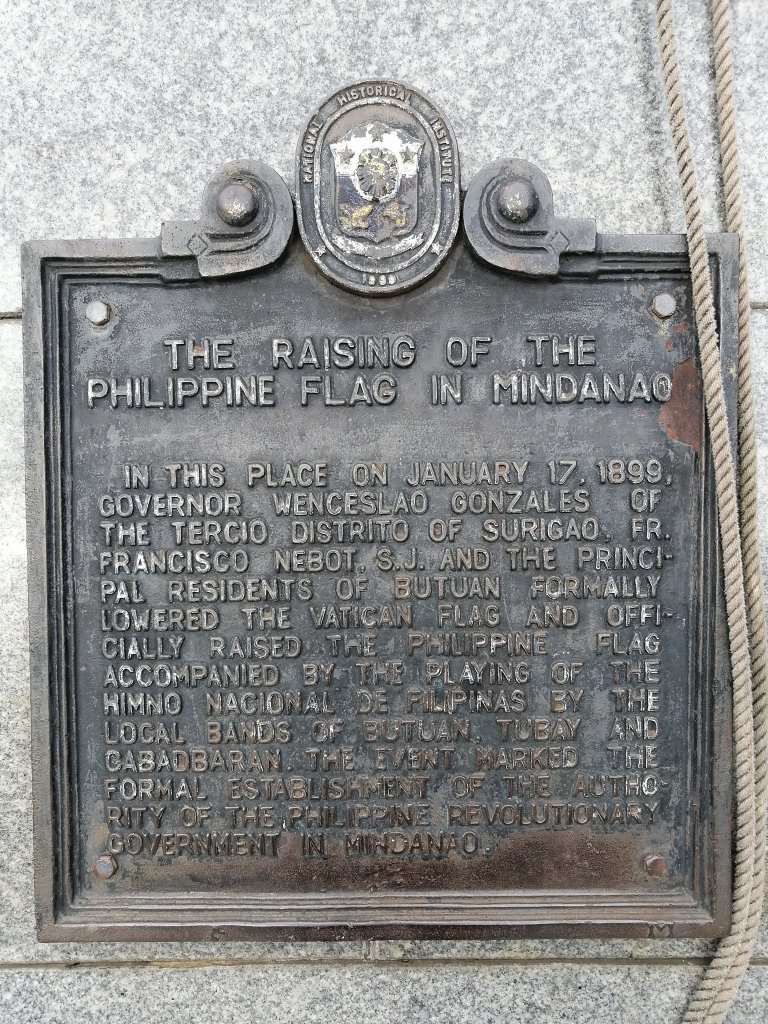 NATIONAL HISTORICAL INSTITUTE
THE RAISING OF THE
PHILIPPINE FLAG IN MINDANAO
IN THIS PLACE ON JANUARY 17, 1899,
GOVERNOR WENCESLAO GONZALES OF
THE TERCIO DISTRITO OF SURIGAO, FR.
FRANCISCO NEBOT, S.J. AND THE PRINCI-
PAL RESIDENTS OF BUTUAN FORMALLY
LOWERED THE VATICAN FLAG AND OFFI-
CIALLY RAISED THE PHILIPPINE FLAG
ACCOMPANIED BY THE PLAYING OF THE
HIMNO NACIONAL DE FILIPINAS BY THE
LOCAL BANDS OF BUTUAN, TUBAY AND
CABADBARAN. THE EVENT MARKED THE
FORMAL ESTABLISHMENT OF THE AUTHO-
RITY OF THE PHILIPPINE REVOLUTIONARY
GOVERNMENT IN MINDANAO.